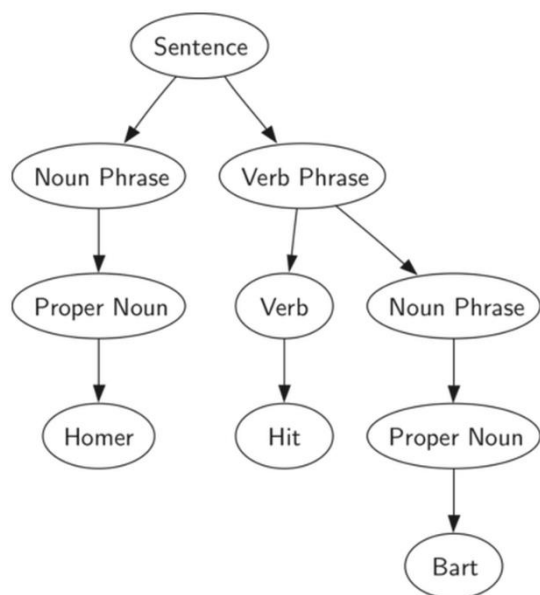 Sentence
Noun Phrase
Verb Phrase
Proper Noun
Verb
Noun Phrase
Homer
Hit
Proper Noun
Bart